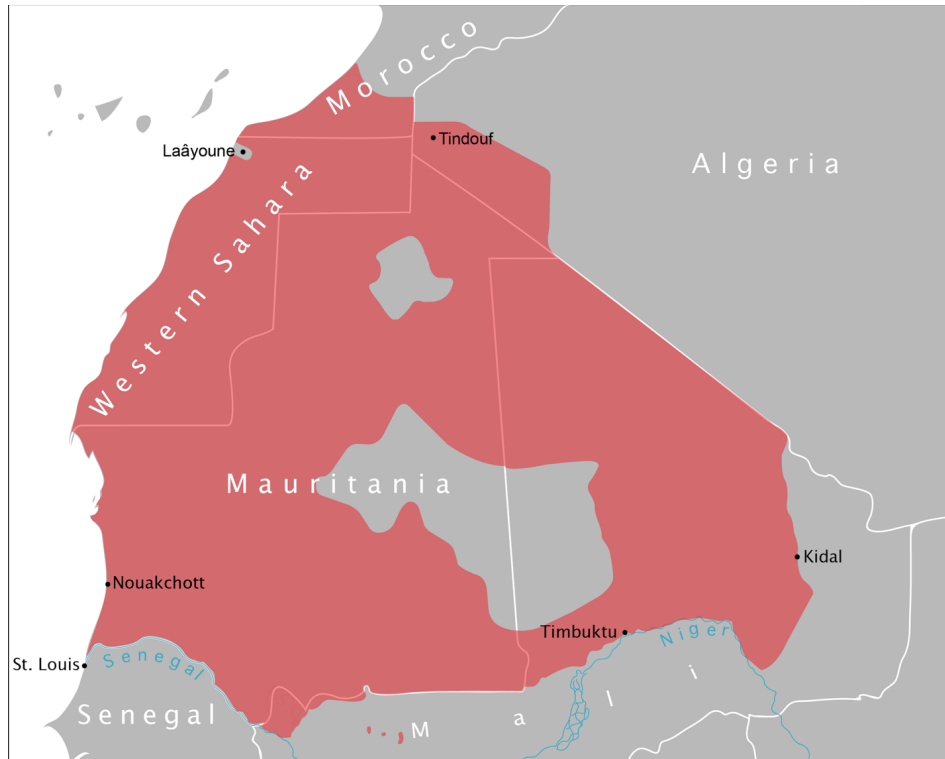 Morocco
Tindouf
Laâyoune
Algeria
Western Sahara
Mauritania
Kidal
Nouakchott
Timbuktu
Niger
St. Louis
Senegal
Senegal
Mali